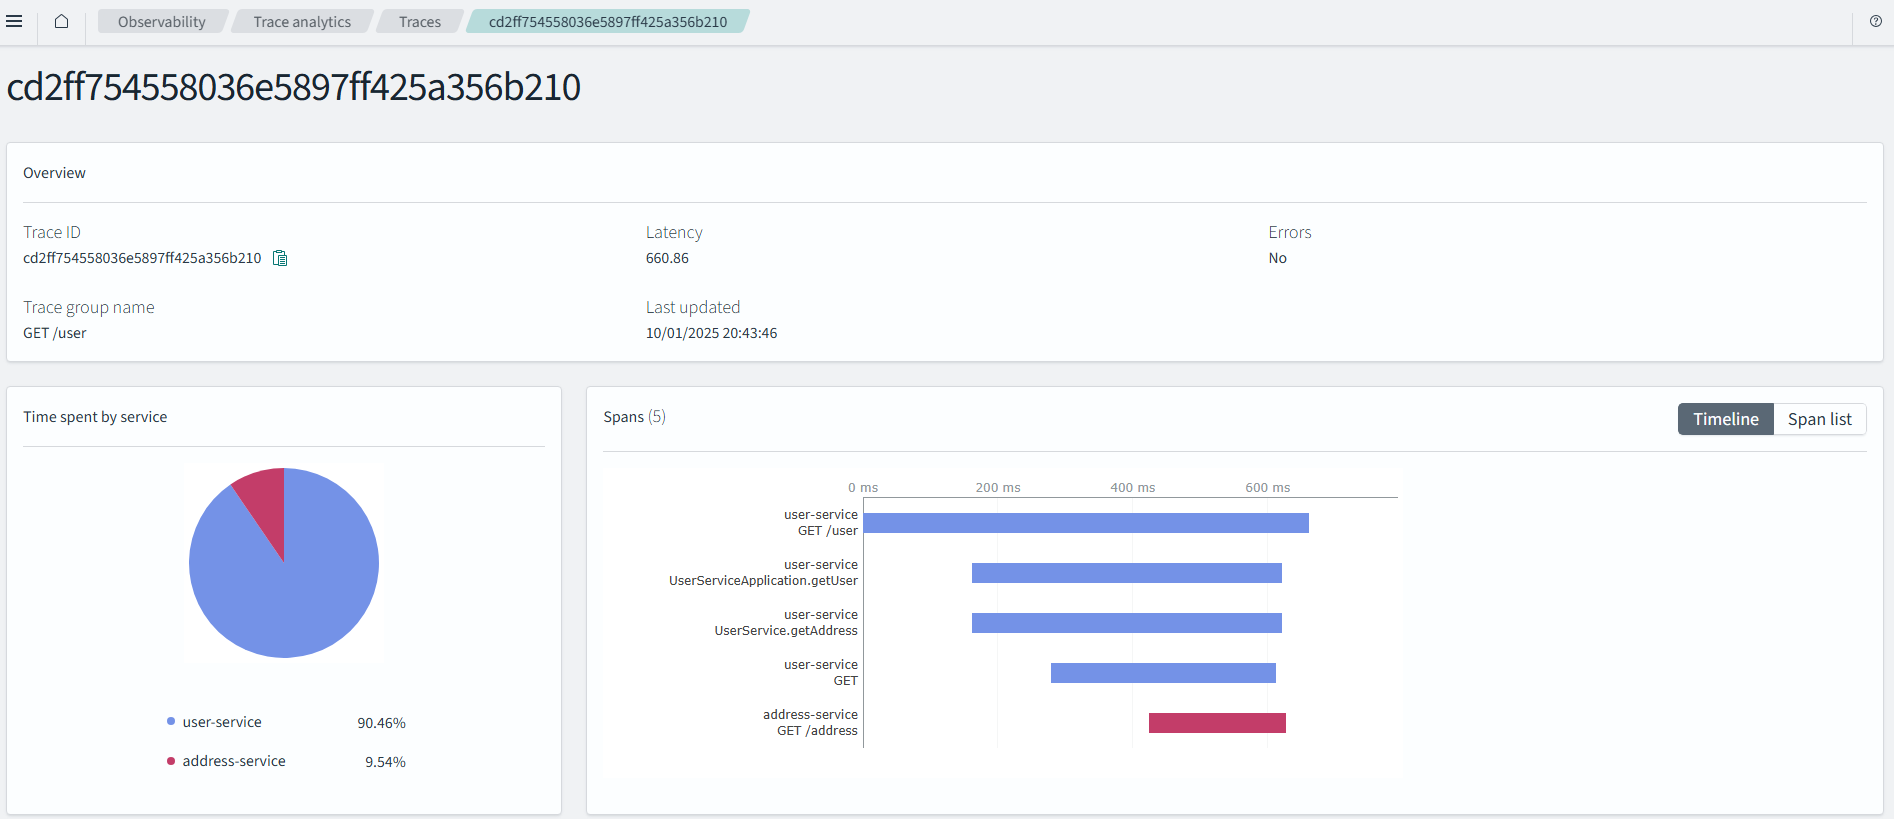 Observability
Trace analytics
Traces
cd2ff754558036e5897ff425a356b210
cd2ff754558036e5897ff425a356b210
Overview
Trace ID
cd2ff754558036e5897ff425a356b210
Latency
660.86
Errors
No
Trace group name
GET /user
Last updated
10/01/2025 20:43:46
Time spent by service
user-service 90.46%
address-service 9.54%
Spans (5)
Timeline
Span list
0 ms 200 ms 400 ms 600 ms
user-service
GET /user
user-service
UserServiceApplication.getUser
user-service
UserService.getAddress
user-service
GET
address-service
GET /address